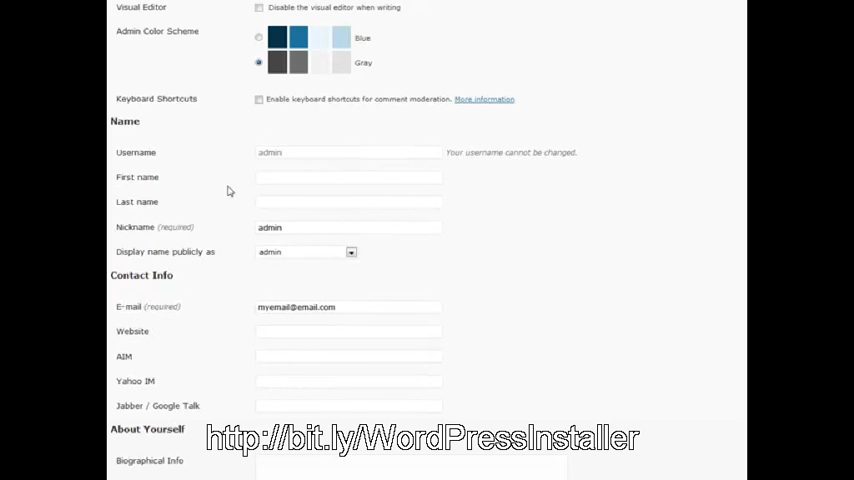 Visual Editor Disable the visual editor when writing
Admin Color Scheme
Blue
Gray
Keyboard Shortcuts Enable keyboard shortcuts for comment moderation. More information
Name
Username admin Your username cannot be changed.
First name
Last name
Nickname (required) admin
Display name publicly as admin
Contact Info
E-mail (required) myemail@email.com
Website
AIM
Yahoo IM
Jabber / Google Talk
About Yourself
http://bit.ly/WordPressInstaller
Biographical Info